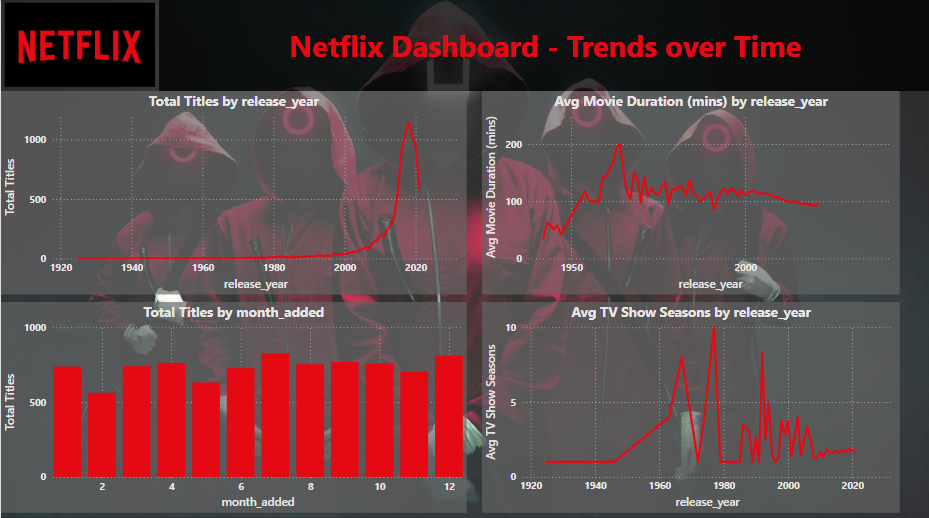 NETFLIX
Netflix Dashboard - Trends over Time
Total Titles by release_year
Total Titles
1000
500
0
1920 1940 1960 1980 2000 2020
release_year
Avg Movie Duration (mins) by release_year
Avg Movie Duration (mins)
200
100
0
1950 2000
release_year
Total Titles by month_added
Total Titles
1000
500
0
2 4 6 8 10 12
month_added
Avg TV Show Seasons by release_year
Avg TV Show Seasons
10
5
0
1920 1940 1960 1980 2000 2020
release_year